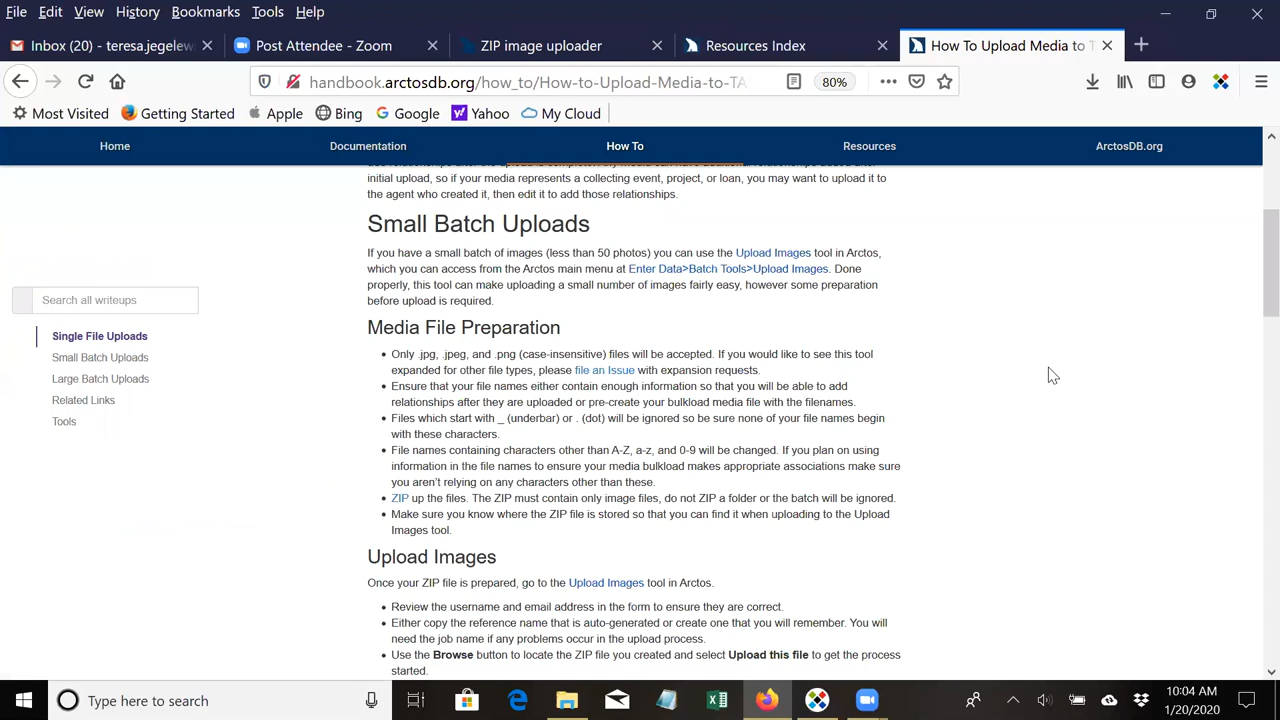 File Edit View History Bookmarks Tools Help
Inbox (20) - teresa.jegelew
Post Attendee - Zoom
ZIP image uploader
Resources Index
How To Upload Media to T
handbook.arctosdb.org/how_to/How-to-Upload-Media-to-TA
80%
Most Visited Getting Started Apple Bing Google Yahoo My Cloud
Home Documentation How To Resources ArctosDB.org
initial upload, so if your media represents a collecting event, project, or loan, you may want to upload it to
the agent who created it, then edit it to add those relationships.
Small Batch Uploads
If you have a small batch of images (less than 50 photos) you can use the Upload Images tool in Arctos,
which you can access from the Arctos main menu at Enter Data>Batch Tools>Upload Images. Done
properly, this tool can make uploading a small number of images fairly easy, however some preparation
before upload is required.
Search all writeups
Single File Uploads
Small Batch Uploads
Large Batch Uploads
Related Links
Tools
Media File Preparation
Only .jpg, .jpeg, and .png (case-insensitive) files will be accepted. If you would like to see this tool
expanded for other file types, please file an Issue with expansion requests.
Ensure that your file names either contain enough information so that you will be able to add
relationships after they are uploaded or pre-create your bulkload media file with the filenames.
Files which start with _ (underbar) or . (dot) will be ignored so be sure none of your file names begin
with these characters.
File names containing characters other than A-Z, a-z, and 0-9 will be changed. If you plan on using
information in the file names to ensure your media bulkload makes appropriate associations make sure
you aren't relying on any characters other than these.
ZIP up the files. The ZIP must contain only image files, do not ZIP a folder or the batch will be ignored.
Make sure you know where the ZIP file is stored so that you can find it when uploading to the Upload
Images tool.
Upload Images
Once your ZIP file is prepared, go to the Upload Images tool in Arctos.
Review the username and email address in the form to ensure they are correct.
Either copy the reference name that is auto-generated or create one that you will remember. You will
need the job name if any problems occur in the upload process.
Use the Browse button to locate the ZIP file you created and select Upload this file to get the process
started.
Type here to search
10:04 AM
1/20/2020